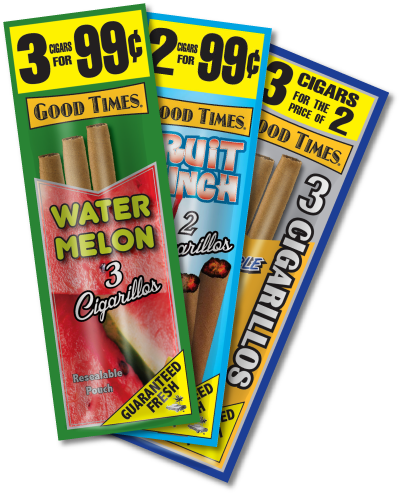 3 CIGARS FOR 99¢
GOOD TIMES®
WATER
MELON
3
Cigarillos
Resealable
Pouch
GUARANTEED
FRESH
2 CIGARS FOR 99¢
GOOD TIMES®
2
3 CIGARS
FOR THE
PRICE OF 2
GOOD TIMES®
3 CIGARILLOS